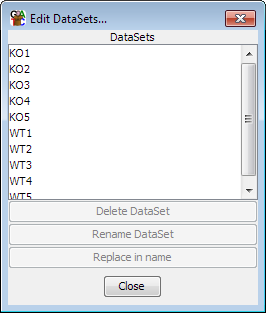 Edit DataSets...
DataSets
KO1
KO2
KO3
KO4
KO5
WT1
WT2
WT3
WT4
WT5
Delete DataSet
Rename DataSet
Replace in name
Close